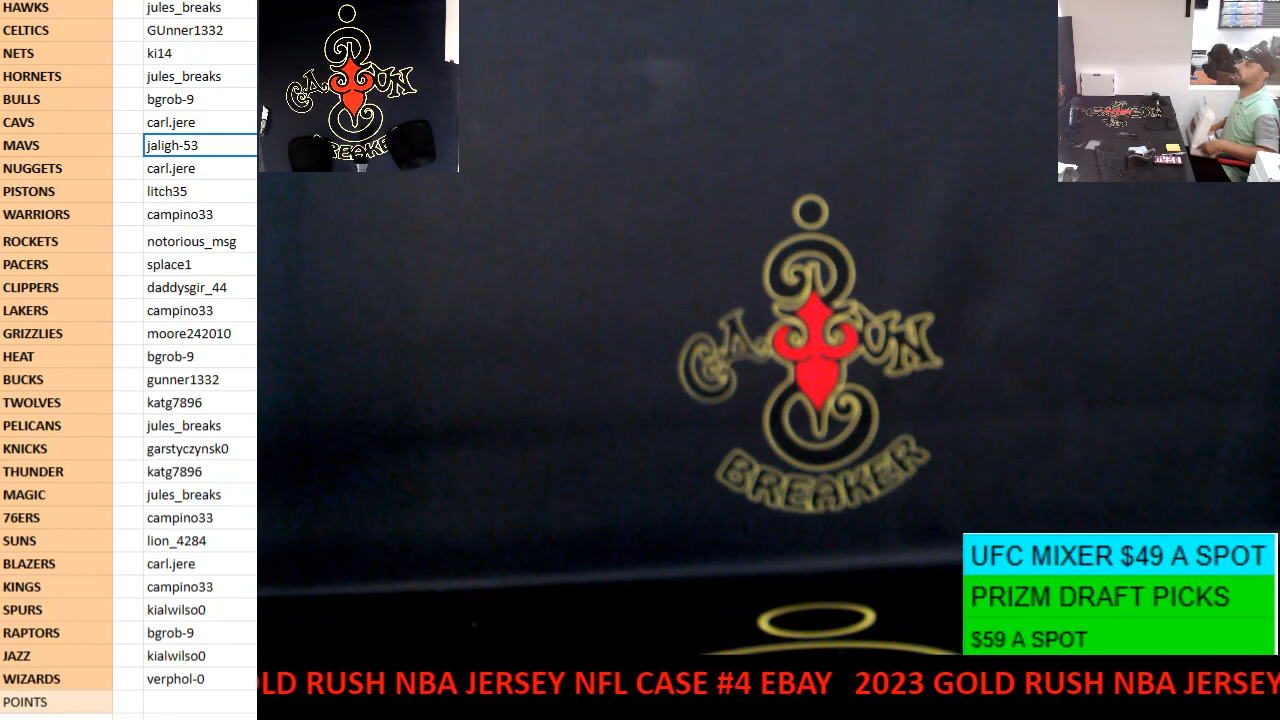 HAWKS jules_breaks
CELTICS GUnner1332
NETS ki14
HORNETS jules_breaks
BULLS bgrob-9
CAVS carl.jere
MAVS jaligh-53
NUGGETS carl.jere
PISTONS litch35
WARRIORS campino33
ROCKETS notorious_msg
PACERS splace1
CLIPPERS daddysgir_44
LAKERS campino33
GRIZZLIES moore242010
HEAT bgrob-9
BUCKS gunner1332
TWOLVES katg7896
PELICANS jules_breaks
KNICKS garstyczynsk0
THUNDER katg7896
MAGIC jules_breaks
76ERS campino33
SUNS lion_4284
BLAZERS carl.jere
KINGS campino33
SPURS kialwilso0
RAPTORS bgrob-9
JAZZ kialwilso0
WIZARDS verphol-0
POINTS
CAJUN
BREAKER
CAJUN
BREAKER
UFC MIXER $49 A SPOT
PRIZM DRAFT PICKS
$59 A SPOT
OLD RUSH NBA JERSEY NFL CASE #4 EBAY 2023 GOLD RUSH NBA JERSEY